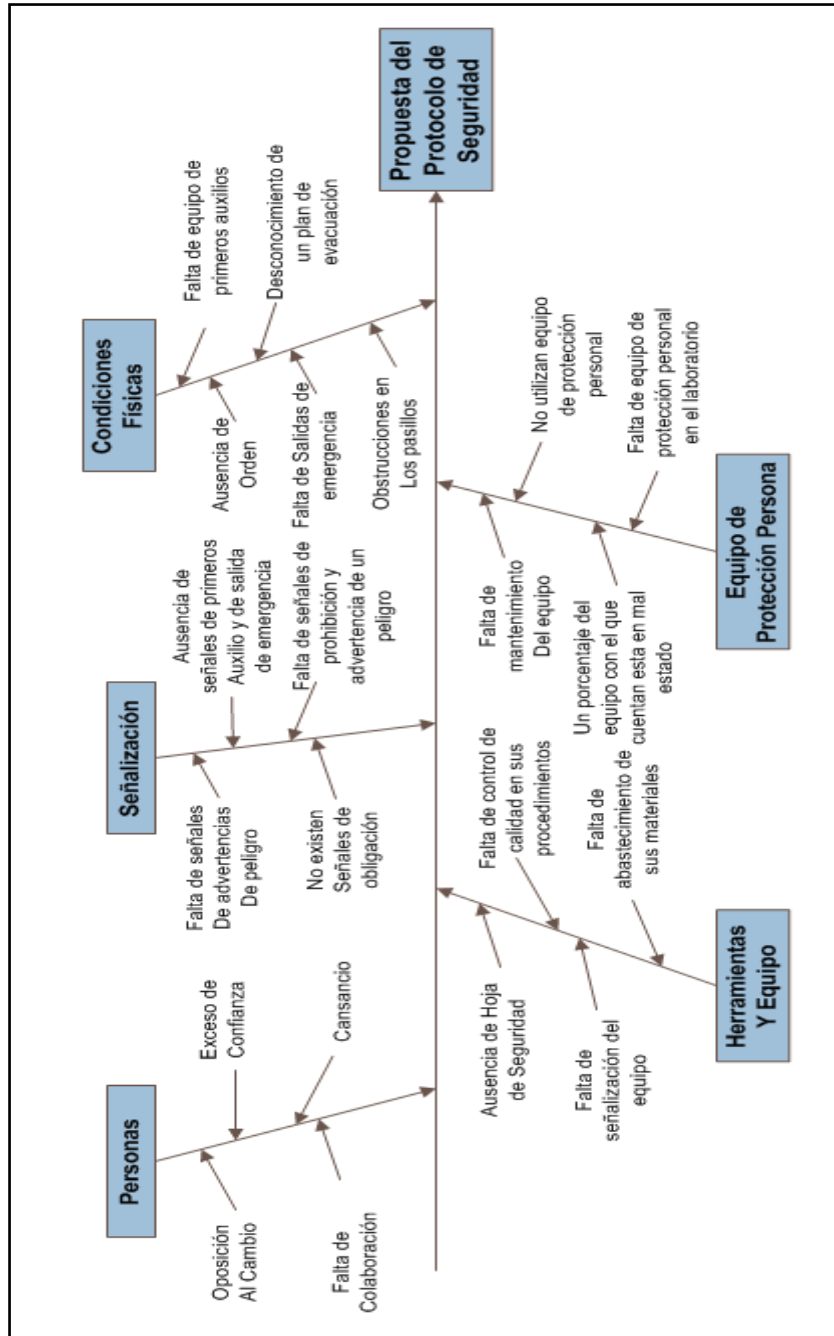 Personas
Oposición
Al Cambio
Exceso de
Confianza
Falta de
Colaboración
Cansancio
Señalización
Falta de señales
De advertencias
De peligro
Ausencia de
señales de primeros
Auxilio y de salida
de emergencia
No existen
Señales de
obligación
Falta de señales de
prohibición y
advertencia de un
peligro
Condiciones
Físicas
Falta de equipo de
primeros auxilios
Ausencia de
Orden
Desconocimiento de
un plan de
evacuación
Falta de Salidas de
emergencia
Obstrucciones en
Los pasillos
Propuesta del
Protocolo de
Seguridad
Ausencia de Hoja
de Seguridad
Falta de control de
calidad en sus
procedimientos
Falta de
señalización del
equipo
Falta de
abastecimiento de
sus materiales
Herramientas
Y Equipo
Falta de
mantenimiento
Del equipo
No utilizan equipo
de protección
personal
Un porcentaje del
equipo con el que
cuentan esta en mal
estado
Falta de equipo de
protección personal
en el laboratorio
Equipo de
Protección Persona